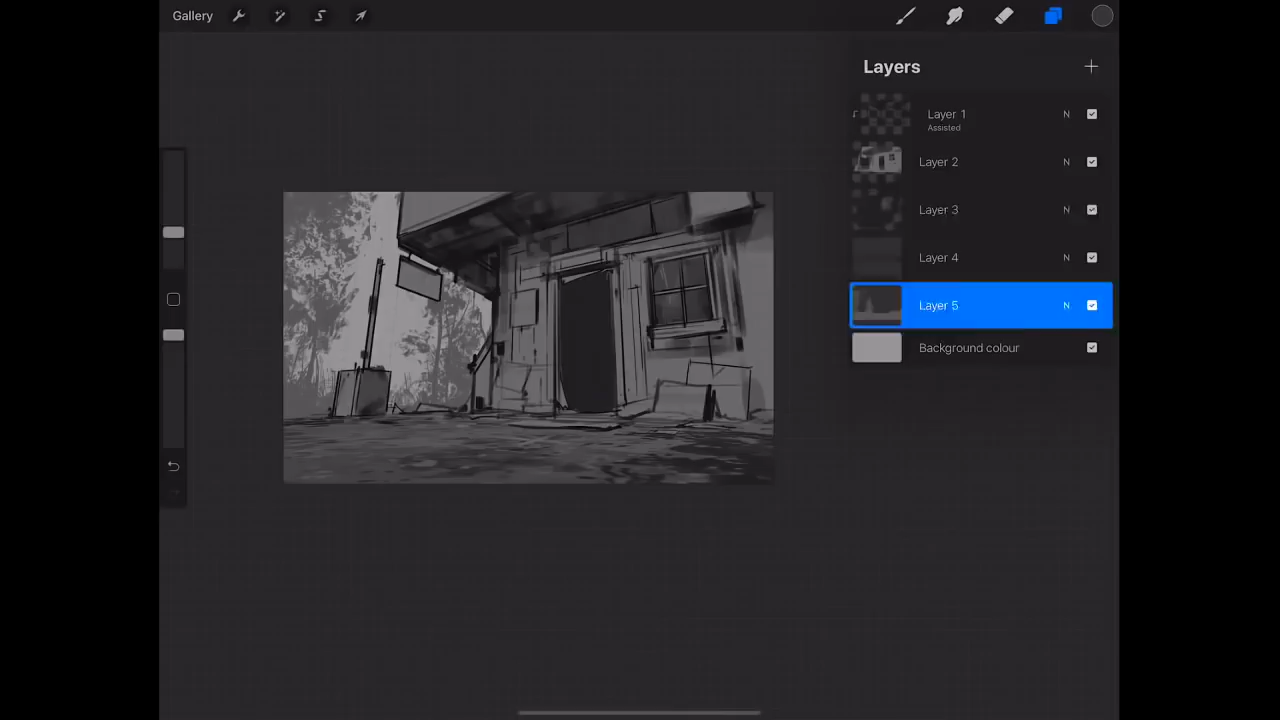 Gallery
Layers
Layer 1
N
Assisted
Layer 2
N
Layer 3
N
Layer 4
N
Layer 5
N
Background colour